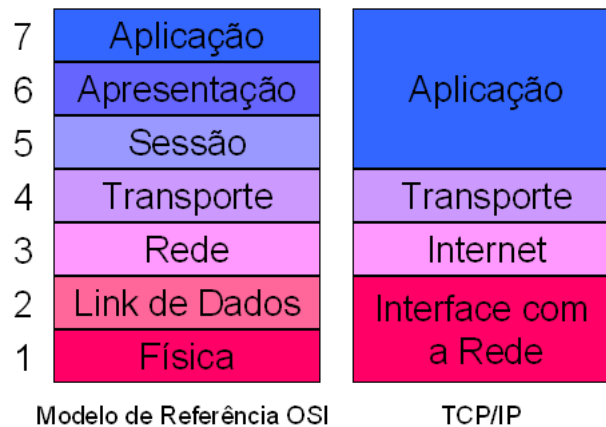 7 Aplicação
6 Apresentação
5 Sessão
4 Transporte
3 Rede
2 Link de Dados
1 Física
Modelo de Referência OSI
Aplicação
Transporte
Internet
Interface com
a Rede
TCP/IP